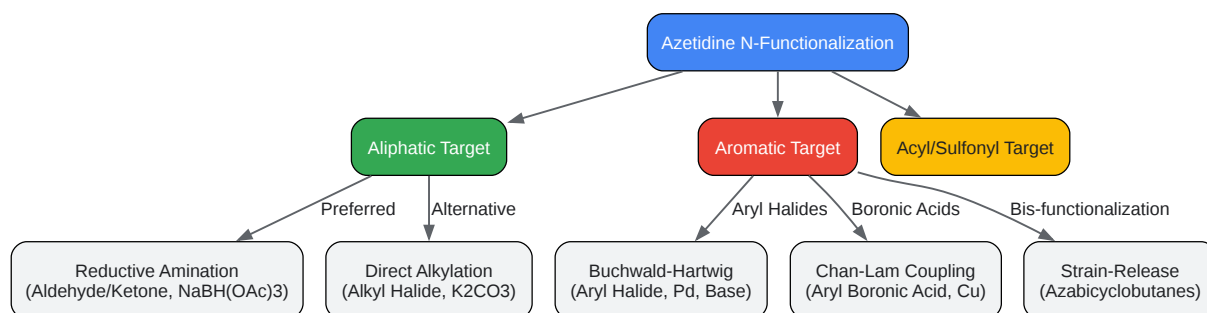 Azetidine N-Functionalization
Aliphatic Target
Aromatic Target
Acyl/Sulfonyl Target
Preferred
Alternative
Aryl Halides
Boronic Acids
Bis-functionalization
Reductive Amination
(Aldehyde/Ketone, NaBH(OAc)3)
Direct Alkylation
(Alkyl Halide, K2CO3)
Buchwald-Hartwig
(Aryl Halide, Pd, Base)
Chan-Lam Coupling
(Aryl Boronic Acid, Cu)
Strain-Release
(Azabicyclobutanes)